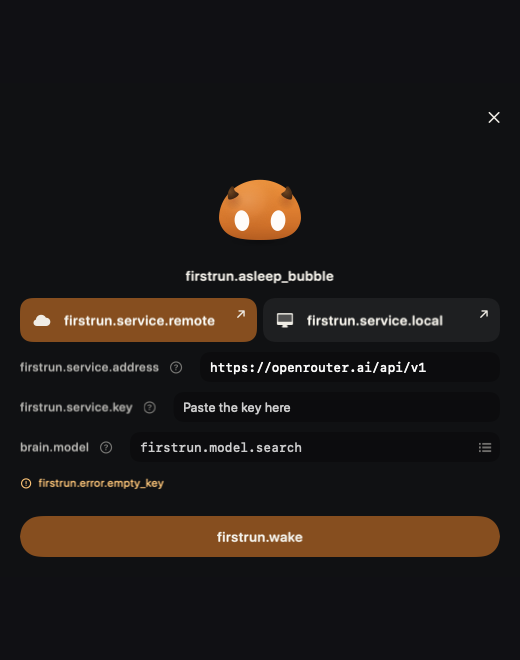 firstrun.asleep_bubble
firstrun.service.remote
firstrun.service.local
firstrun.service.address
https://openrouter.ai/api/v1
firstrun.service.key
Paste the key here
brain.model
firstrun.model.search
firstrun.error.empty_key
firstrun.wake